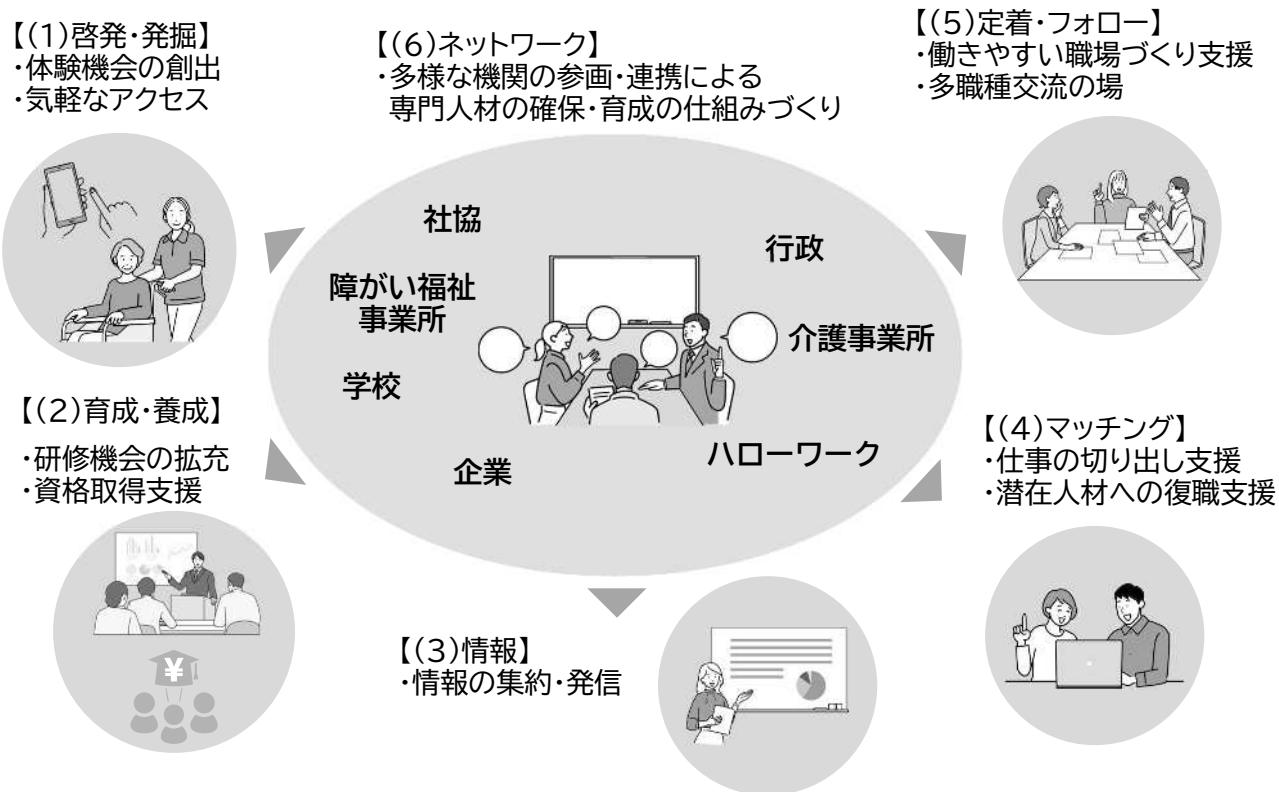 【(1)啓発・発掘】
・体験機会の創出
・気軽なアクセス
【(6)ネットワーク】
・多様な機関の参画・連携による
専門人材の確保・育成の仕組みづくり
【(5)定着・フォロー】
・働きやすい職場づくり支援
・多職種交流の場
社協
行政
障がい福祉
事業所
介護事業所
学校
ハローワーク
企業
【(2)育成・養成】
・研修機会の拡充
・資格取得支援
¥
【(4)マッチング】
・仕事の切り出し支援
・潜在人材への復職支援
【(3)情報】
・情報の集約・発信